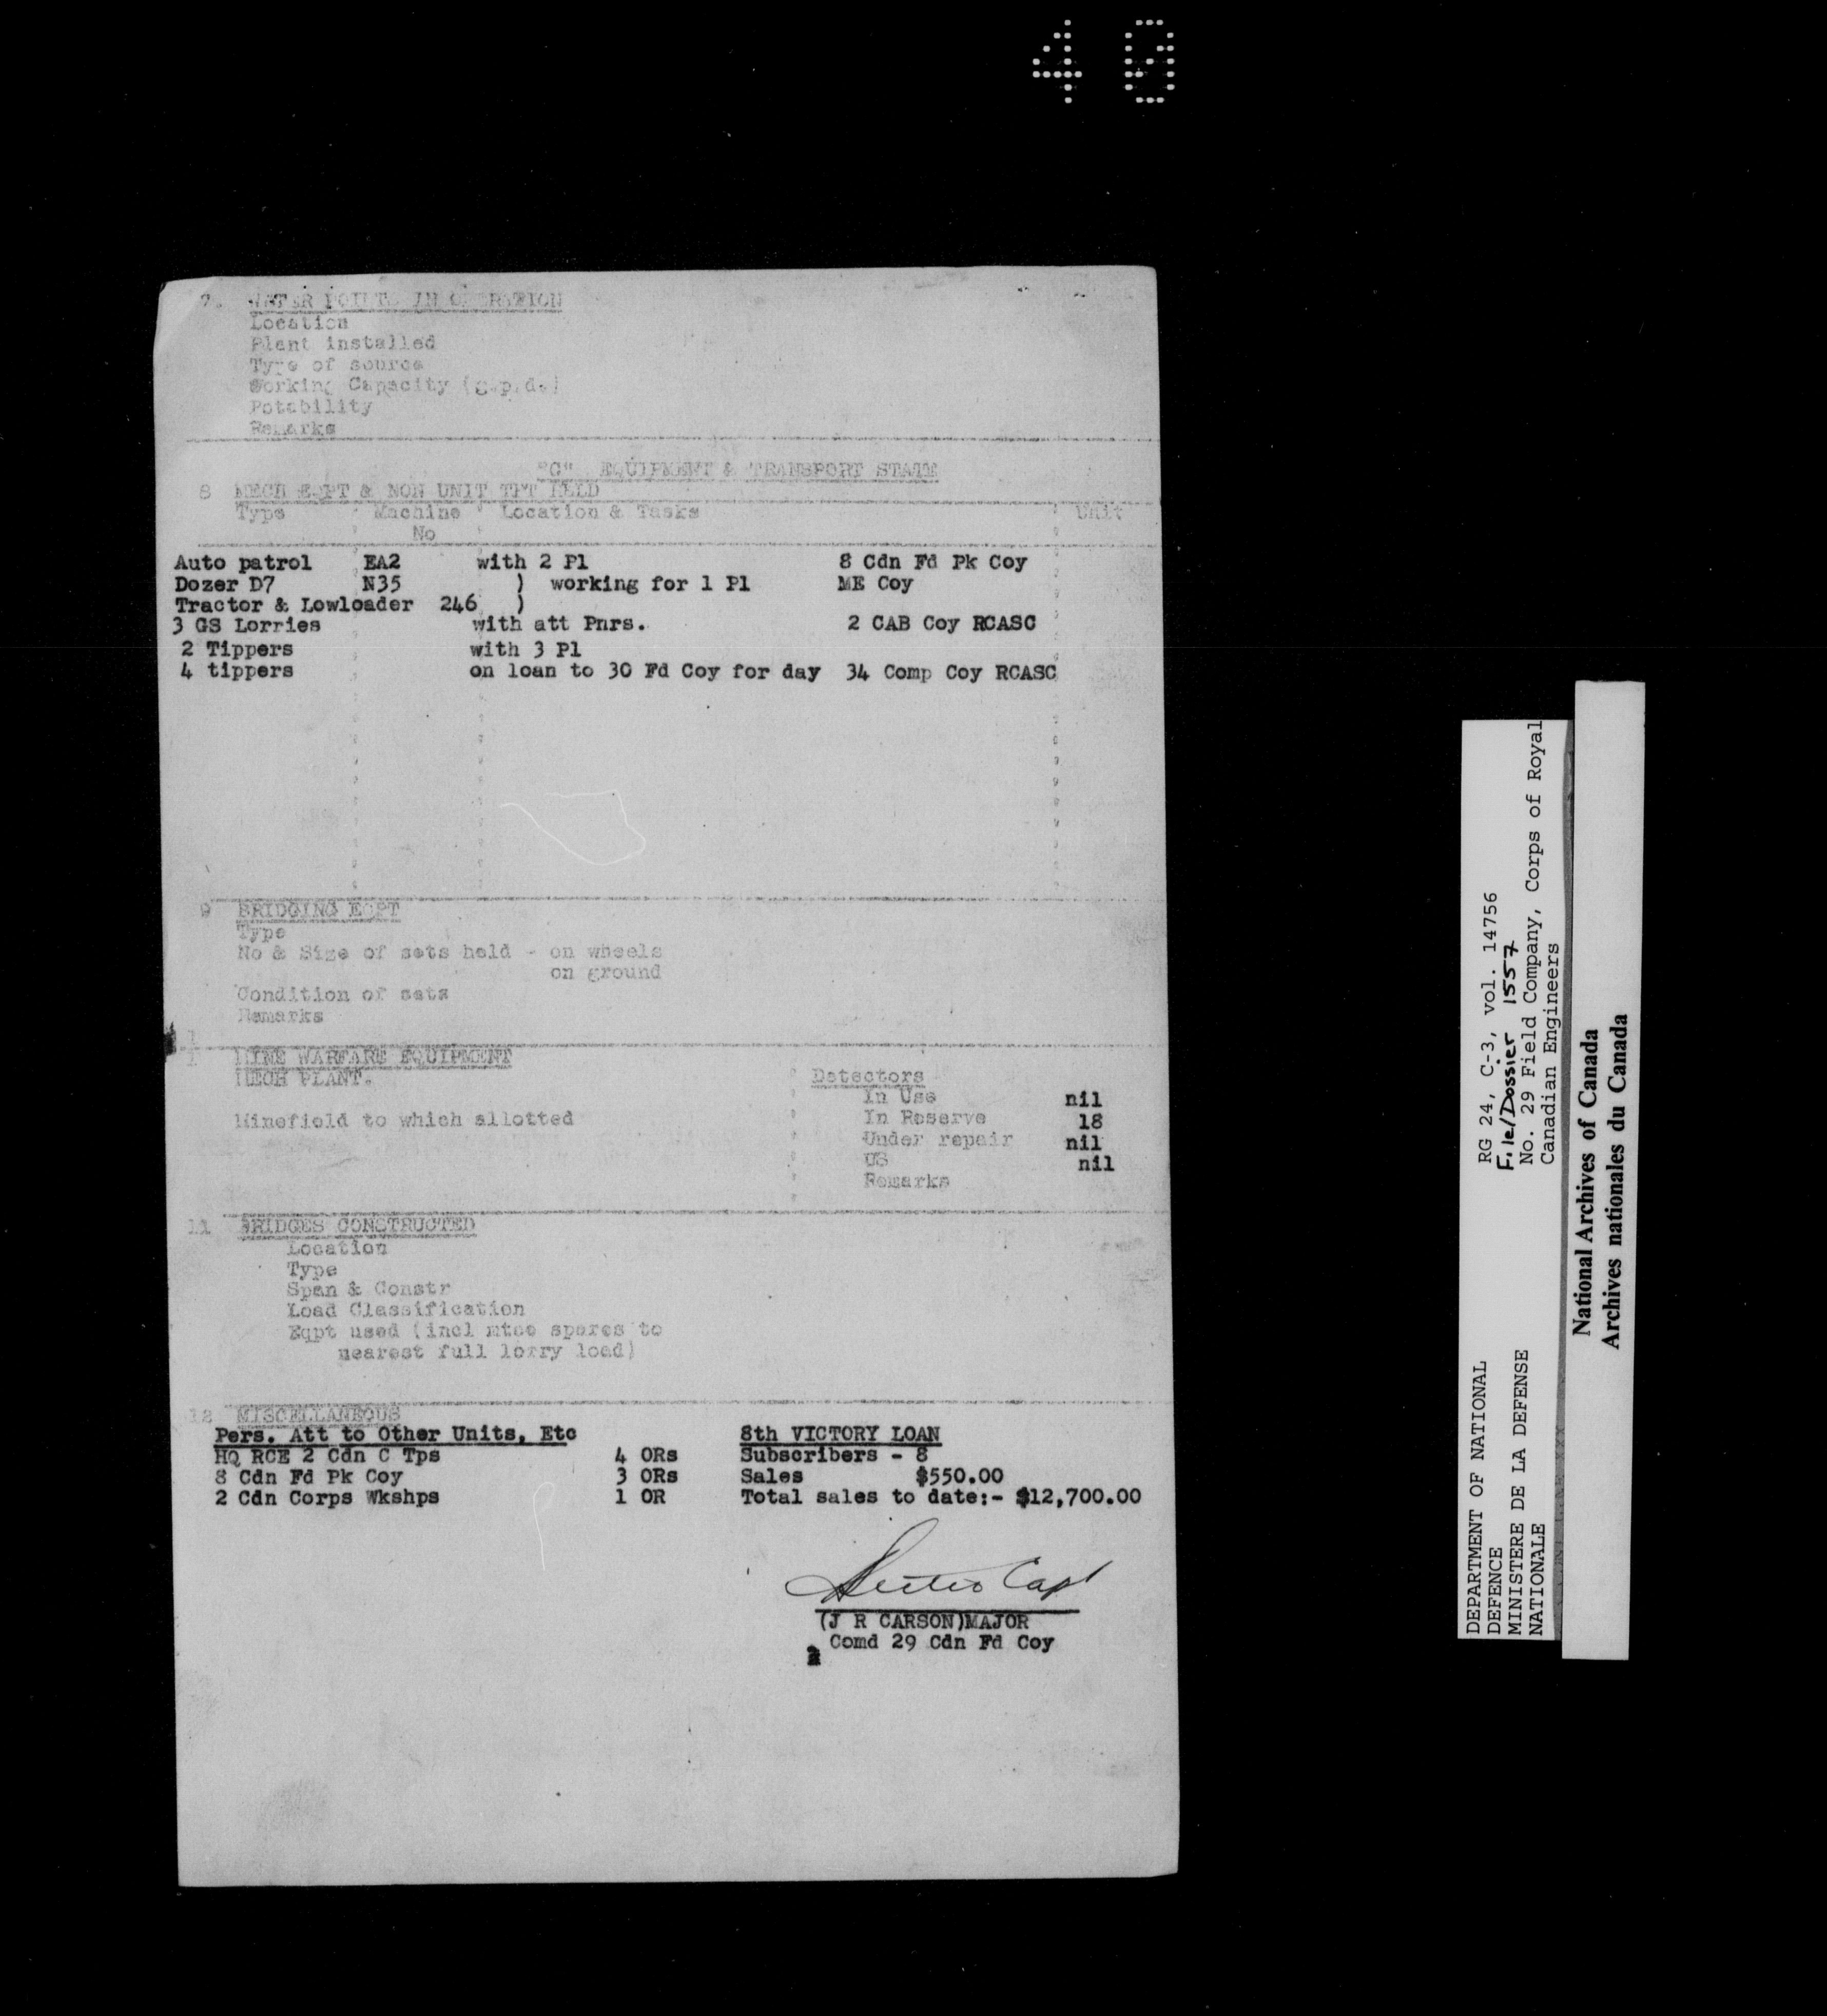 40
7. WATER POINTS IN OPERATION
Location
Plant installed
Type of source
Working Capacity (g.p.d.)
Potability
Remarks
"C" EQUIPMENT & TRANSPORT STATE
8 MECH EQPT & NON UNIT TPT HELD
Type Machine No Location & Tasks Unit
Auto patrol EA2 with 2 Pl 8 Cdn Fd Pk Coy
Dozer D7 N35 ) working for 1 Pl ME Coy
Tractor & Lowloader 246 )
3 GS Lorries with att Pnrs. 2 CAB Coy RCASC
2 Tippers with 3 Pl
4 tippers on loan to 30 Fd Coy for day 34 Comp Coy RCASC
9 BRIDGING EQPT
Type
No & Size of sets held - on wheels
on ground
Condition of sets
Remarks
MINE WARFARE EQUIPMENT
MECH PLANT. Detectors
In Use nil
Minefield to which allotted In Reserve 18
Under repair nil
US nil
Remarks
11 BRIDGES CONSTRUCTED
Location
Type
Span & Constr
Load Classification
Eqpt used (incl mtce spares to
nearest full lorry load)
12 MISCELLANEOUS
Pers. Att to Other Units, Etc 8th VICTORY LOAN
HQ RCE 2 Cdn C Tps 4 ORs Subscribers - 8
8 Cdn Fd Pk Coy 3 ORs Sales $550.00
2 Cdn Corps Wkshps 1 OR Total sales to date:- $12,700.00
Capt
(J R CARSON)MAJOR
Comd 29 Cdn Fd Coy
DEPARTMENT OF NATIONAL
DEFENCE
MINISTERE DE LA DEFENSE
NATIONALE
RG 24, C-3, vol. 14756
File/Dossier 1557
No. 29 Field Company, Corps of Royal
Canadian Engineers
National Archives of Canada
Archives nationales du Canada